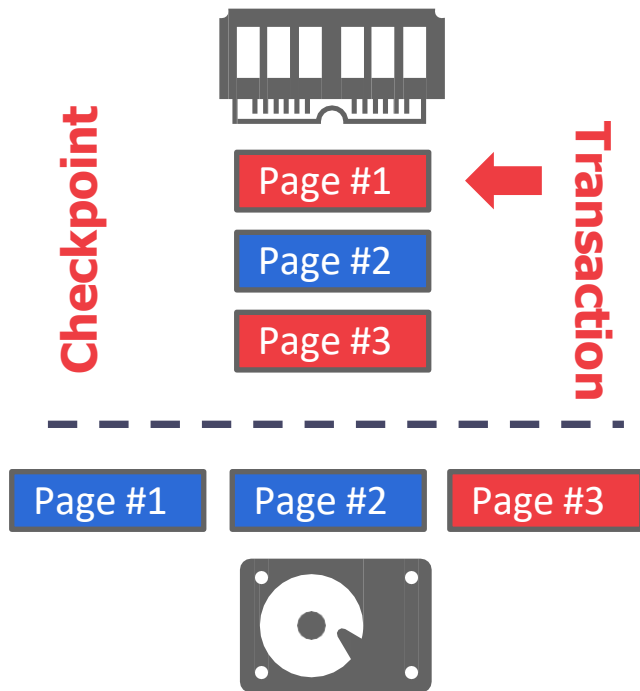 Checkpoint
Page #1
Page #2
Page #3
Transaction
Page #1
Page #2
Page #3